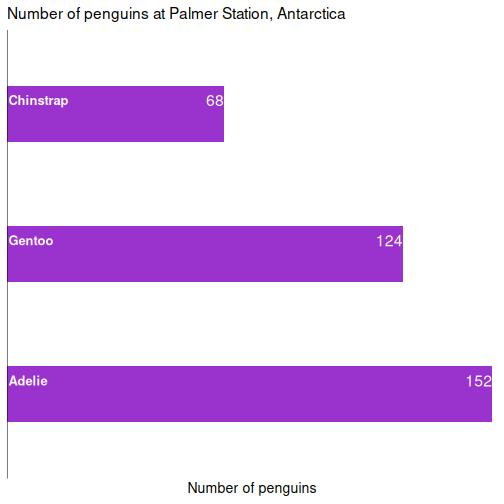 Number of penguins at Palmer Station, Antarctica
Chinstrap 68
Gentoo 124
Adelie 152
Number of penguins